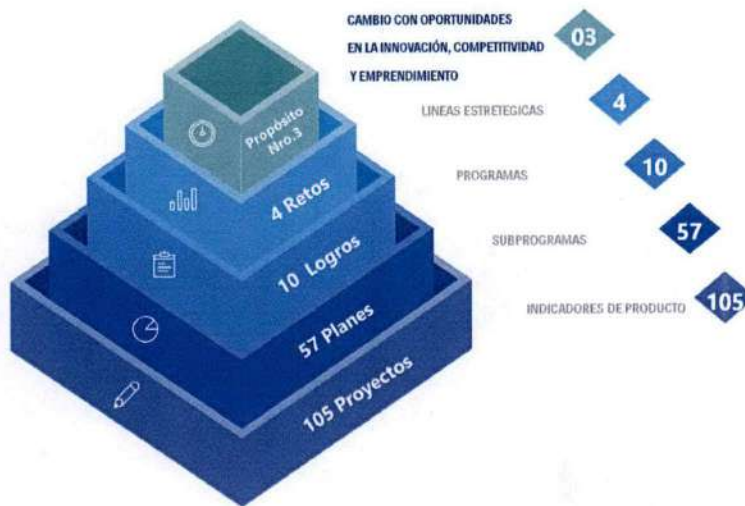 CAMBIO CON OPORTUNIDADES
EN LA INNOVACIÓN, COMPETITIVIDAD
Y EMPRENDIMIENTO
03
LINEAS ESTRETEGICAS
4
PROGRAMAS
10
SUBPROGRAMAS
57
INDICADORES DE PRODUCTO
105
Propósito
Nro.3
4 Retos
10 Logros
57 Planes
105 Proyectos